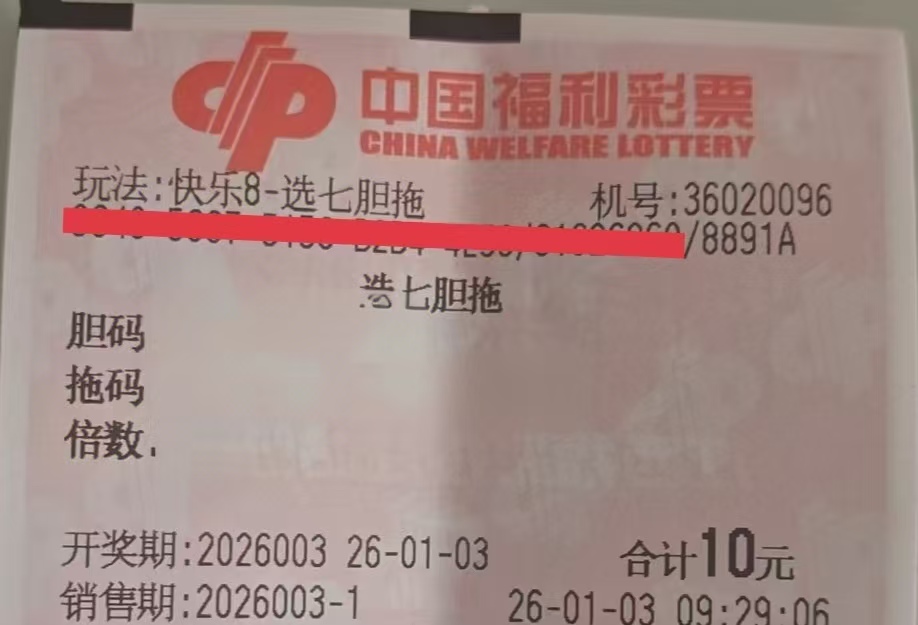 中国福利彩票
CHINA WELFARE LOTTERY
玩法:快乐8-选七胆拖 机号:36020096
/8891A
选七胆拖
胆码
拖码
倍数.
开奖期:2026003 26-01-03 合计10元
销售期:2026003-1 26-01-03 09:29:06